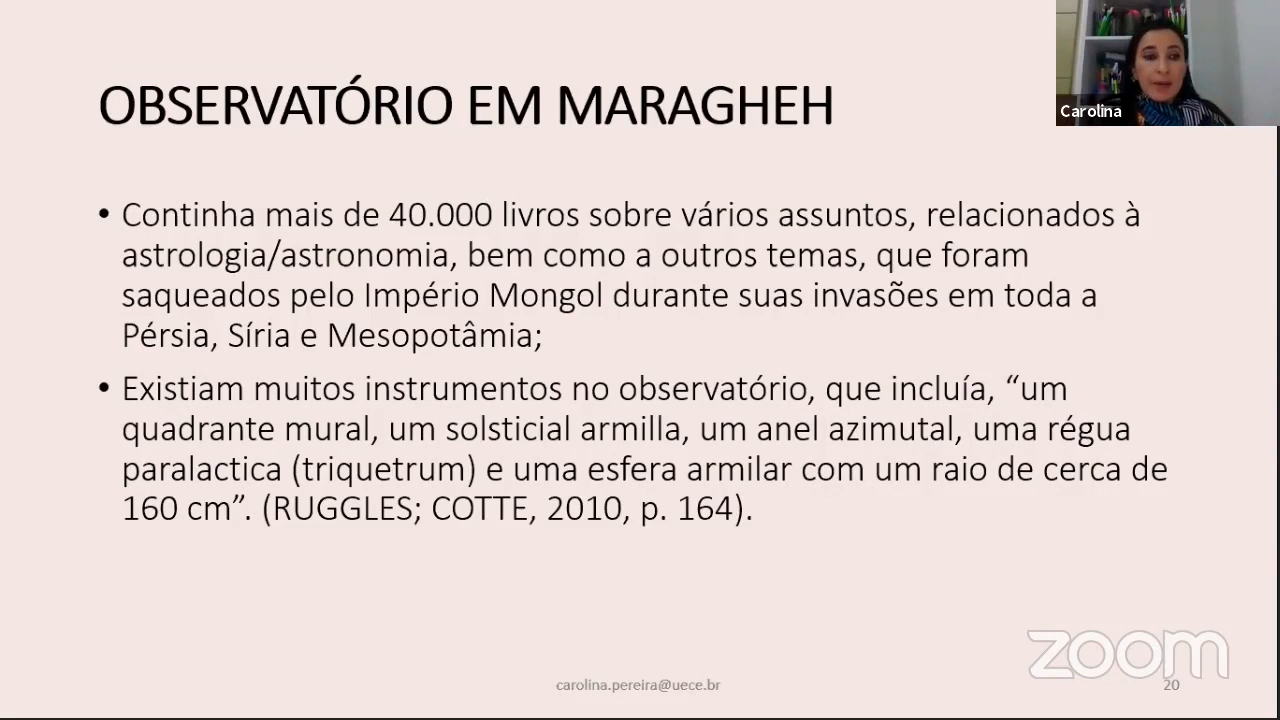 OBSERVATÓRIO EM MARAGHEH
Carolina
• Continha mais de 40.000 livros sobre vários assuntos, relacionados à
astrologia/astronomia, bem como a outros temas, que foram
saqueados pelo Império Mongol durante suas invasões em toda a
Pérsia, Síria e Mesopotâmia;
• Existiam muitos instrumentos no observatório, que incluía, “um
quadrante mural, um solsticial armilla, um anel azimutal, uma régua
paralactica (triquetrum) e uma esfera armilar com um raio de cerca de
160 cm”. (RUGGLES; COTTE, 2010, p. 164).
zoom
carolina.pereira@uece.br
20